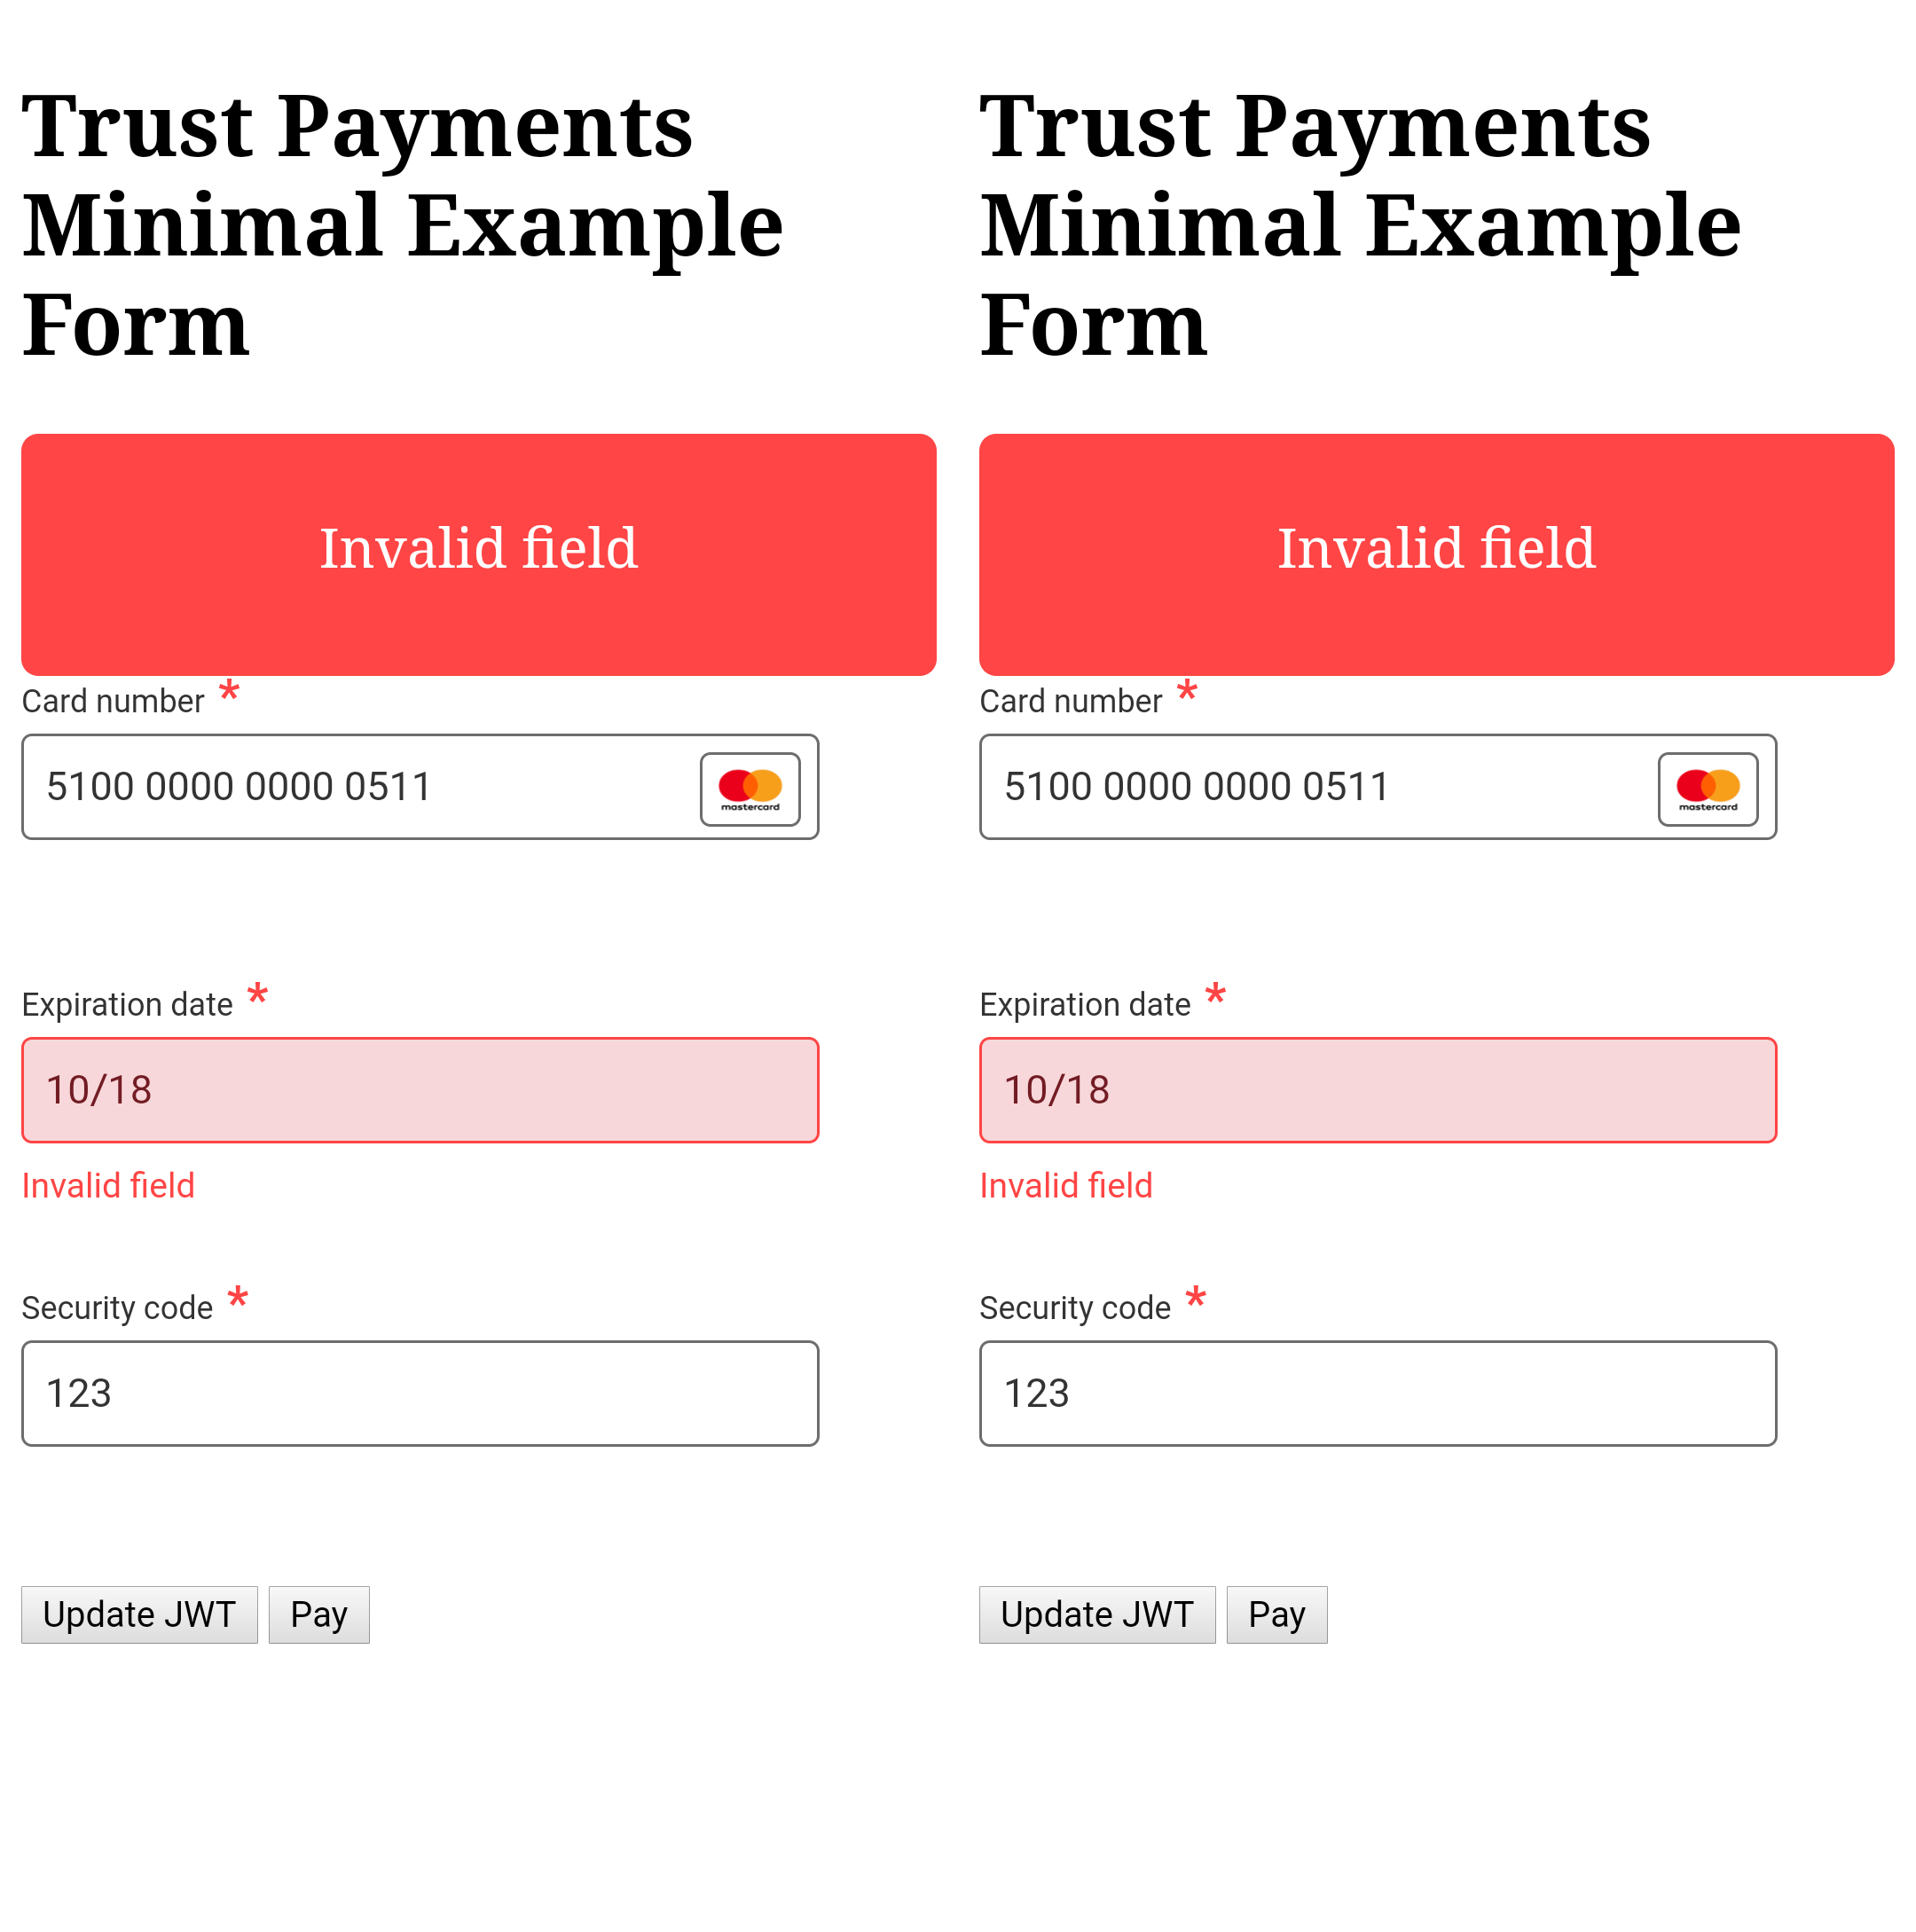 Trust Payments
Minimal Example
Form
Invalid field
Card number *
5100 0000 0000 0511
mastercard
Expiration date *
10/18
Invalid field
Security code *
123
Update JWT
Pay
Trust Payments
Minimal Example
Form
Invalid field
Card number *
5100 0000 0000 0511
mastercard
Expiration date *
10/18
Invalid field
Security code *
123
Update JWT
Pay